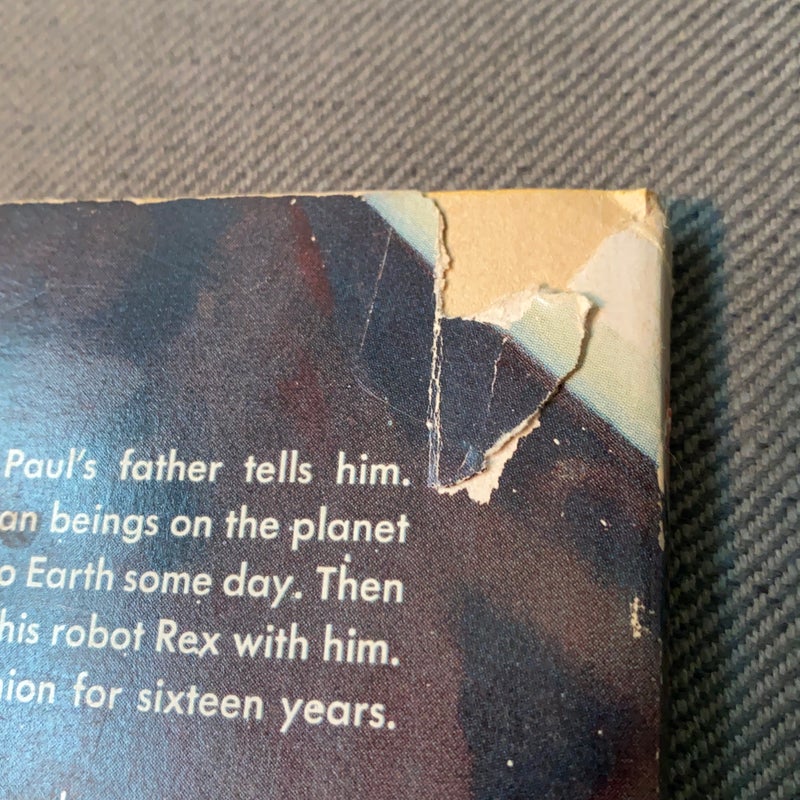 Paul's father tells him.
an beings on the planet
o Earth some day. Then
his robot Rex with him.
ion for sixteen years.